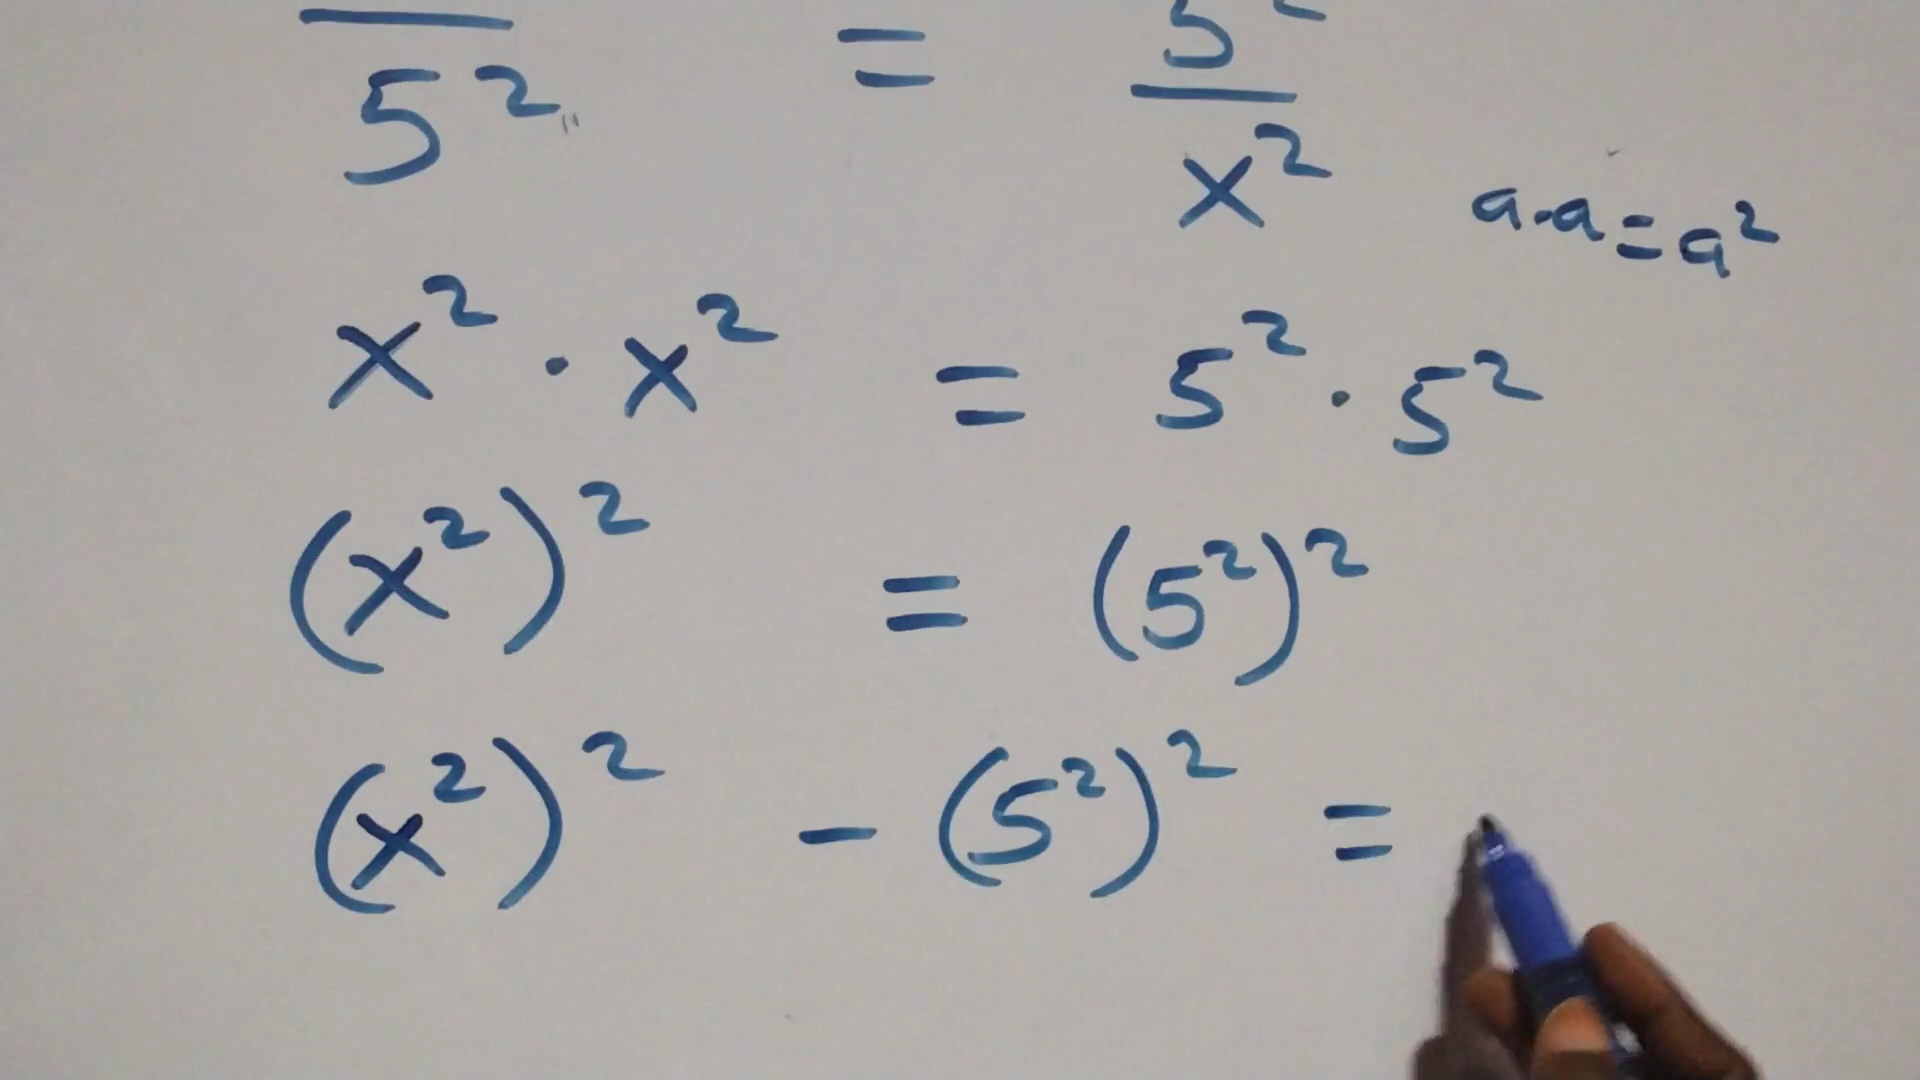 5² = 5²
x²
a.a = a²
x² · x² = 5² · 5²
(x²)² = (5²)²
(x²)² - (5²)² =